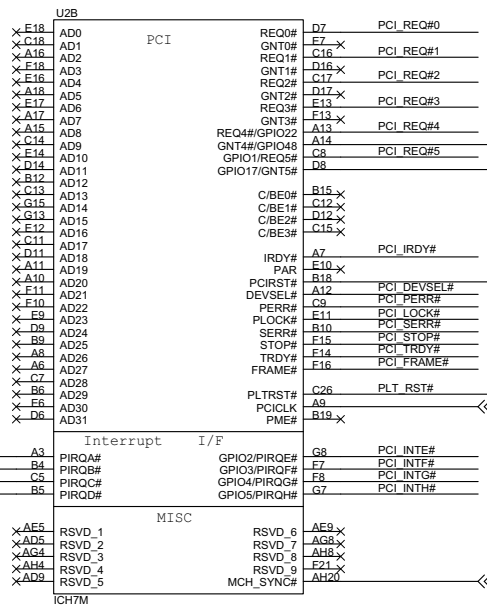 U2B
PCI
E18 AD0 REQ0# D7 PCI_REQ#0
C18 AD1 GNT0# E7
A16 AD2 REQ1# C16 PCI_REQ#1
F18 AD3 GNT1# D16
E16 AD4 REQ2# C17 PCI_REQ#2
A18 AD5 GNT2# D17
E17 AD6 REQ3# E13 PCI_REQ#3
A17 AD7 GNT3# F13
A15 AD8 REQ4#/GPIO22 A13 PCI_REQ#4
C14 AD9 GNT4#/GPIO48 A14
E14 AD10 GPIO1/REQ5# C8 PCI_REQ#5
D14 AD11 GPIO17/GNT5# D8
B12 AD12
C13 AD13 C/BE0# B15
G15 AD14 C/BE1# C12
G13 AD15 C/BE2# D12
E12 AD16 C/BE3# C15
C11 AD17
D11 AD18 IRDY# A7 PCI_IRDY#
A11 AD19 PAR E10
A10 AD20 PCIRST# B18
F11 AD21 DEVSEL# A12 PCI_DEVSEL#
F10 AD22 PERR# C9 PCI_PERR#
E9 AD23 PLOCK# E11 PCI_LOCK#
D9 AD24 SERR# B10 PCI_SERR#
B9 AD25 STOP# F15 PCI_STOP#
A8 AD26 TRDY# F14 PCI_TRDY#
A6 AD27 FRAME# F16 PCI_FRAME#
C7 AD28
B6 AD29 PLTRST# C26 PLT_RST#
E6 AD30 PCICLK A9
D6 AD31 PME# B19
Interrupt I/F
A3 PIRQA# GPIO2/PIRQE# G8 PCI_INTE#
B4 PIRQB# GPIO3/PIRQF# F7 PCI_INTF#
C5 PIRQC# GPIO4/PIRQG# F8 PCI_INTG#
B5 PIRQD# GPIO5/PIRQH# G7 PCI_INTH#
MISC
AE5 RSVD_1 RSVD_6 AE9
AD5 RSVD_2 RSVD_7 AG8
AG4 RSVD_3 RSVD_8 AH8
AH4 RSVD_4 RSVD_9 F21
AD9 RSVD_5 MCH_SYNC# AH20
ICH7M